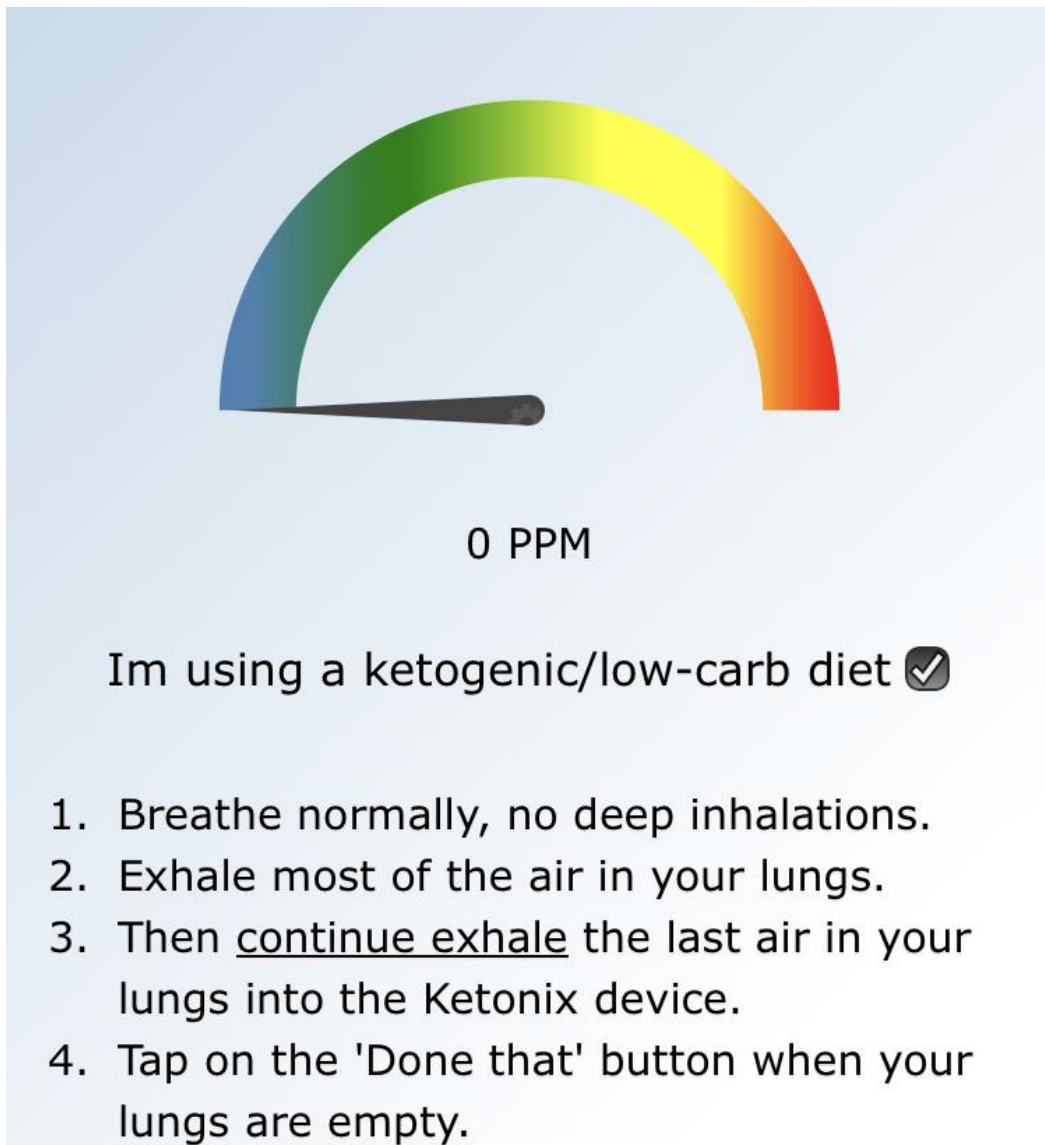 0 PPM
Im using a ketogenic/low-carb diet
1. Breathe normally, no deep inhalations.
2. Exhale most of the air in your lungs.
3. Then continue exhale the last air in your
lungs into the Ketonix device.
4. Tap on the 'Done that' button when your
lungs are empty.